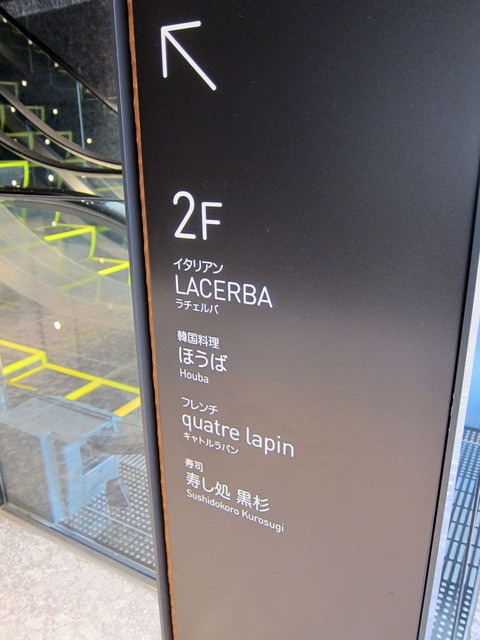 2F
イタリアン
LACERBA
ラチェルバ
韓国料理
ほうば
Houba
フレンチ
quatre lapin
キャトルラパン
寿司
寿し処 黒杉
Sushidokoro Kurosugi